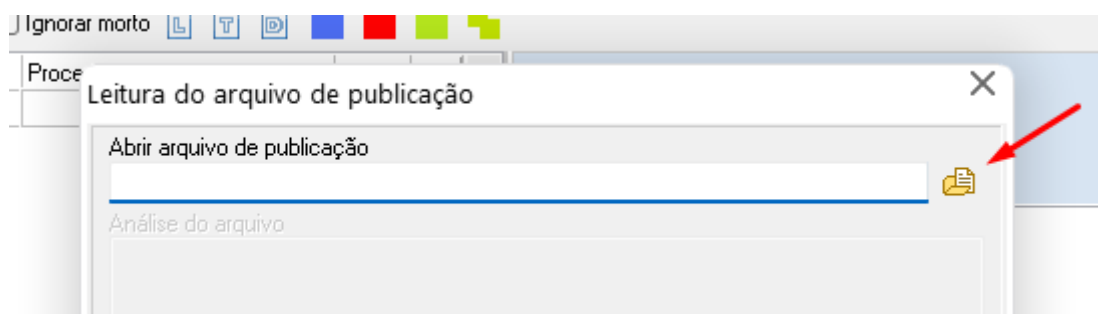 Ignorar morto L T D
Proce
Leitura do arquivo de publicação
Abrir arquivo de publicação
Análise do arquivo